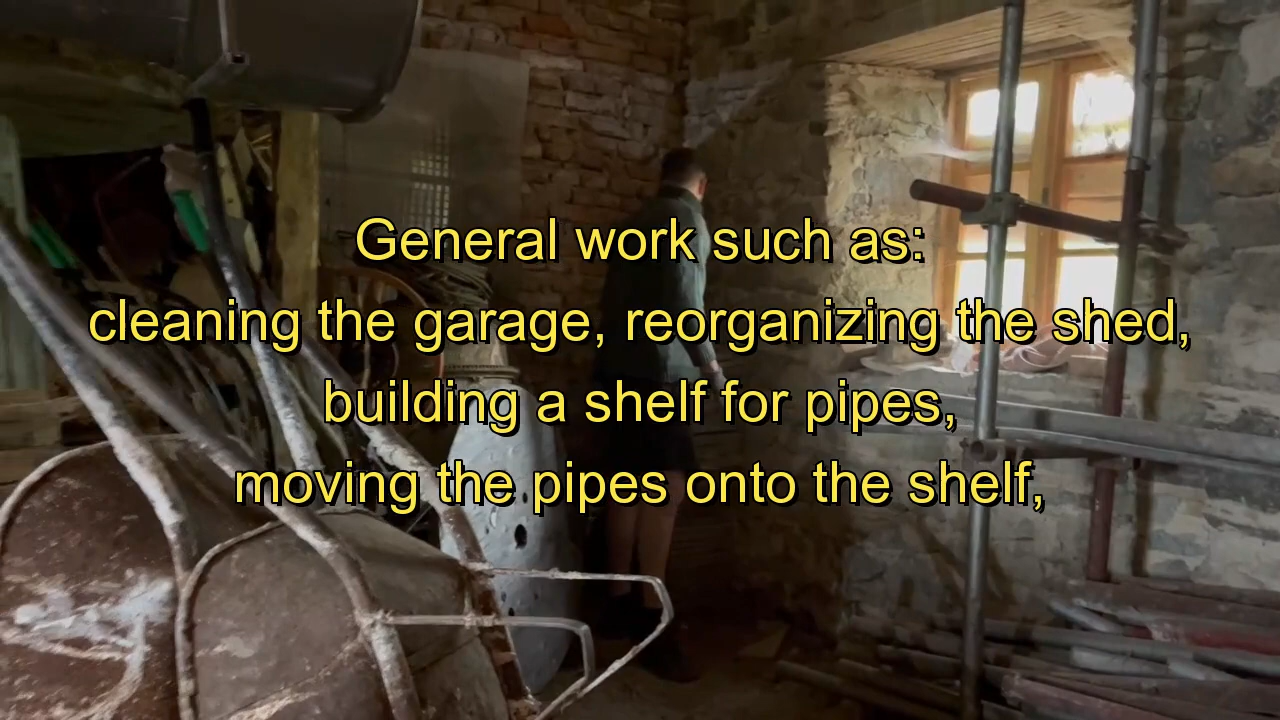 General work such as:
cleaning the garage, reorganizing the shed,
building a shelf for pipes,
moving the pipes onto the shelf,